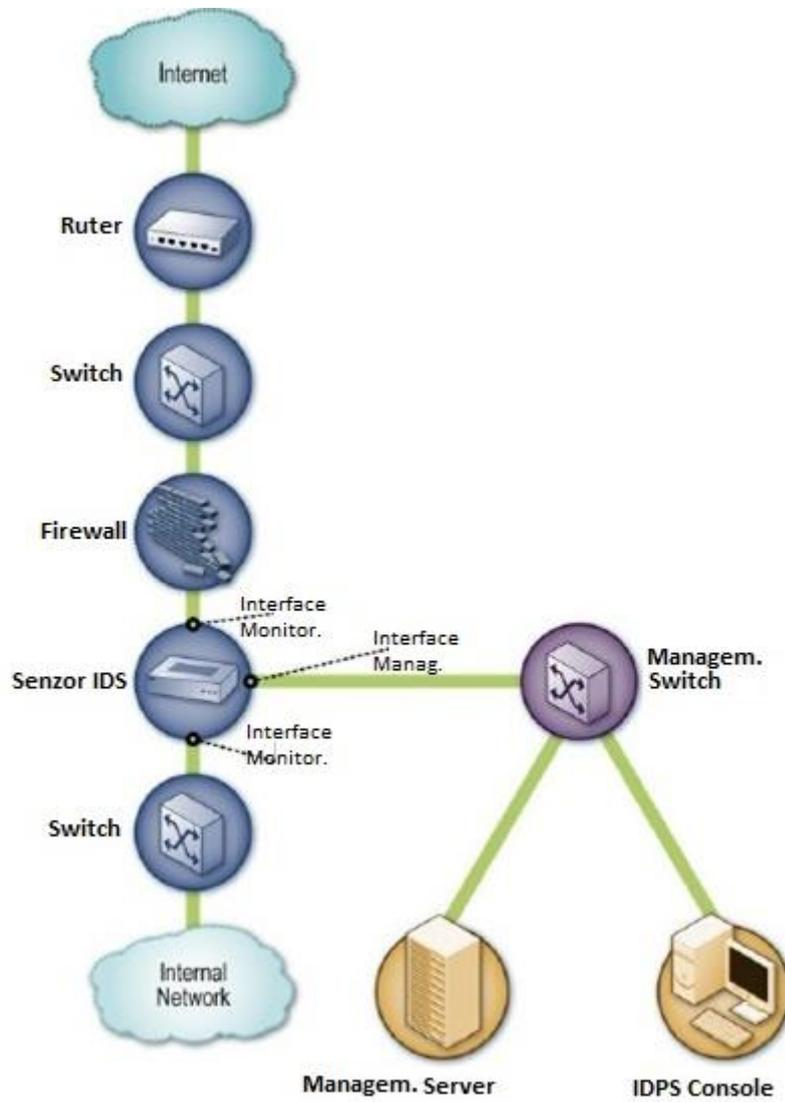 Internet
Ruter
Switch
Firewall
Interface
Monitor.
Interface
Manag.
Senzor IDS
Managem.
Switch
Interface
Monitor.
Switch
Internal
Network
Managem. Server
IDPS Console